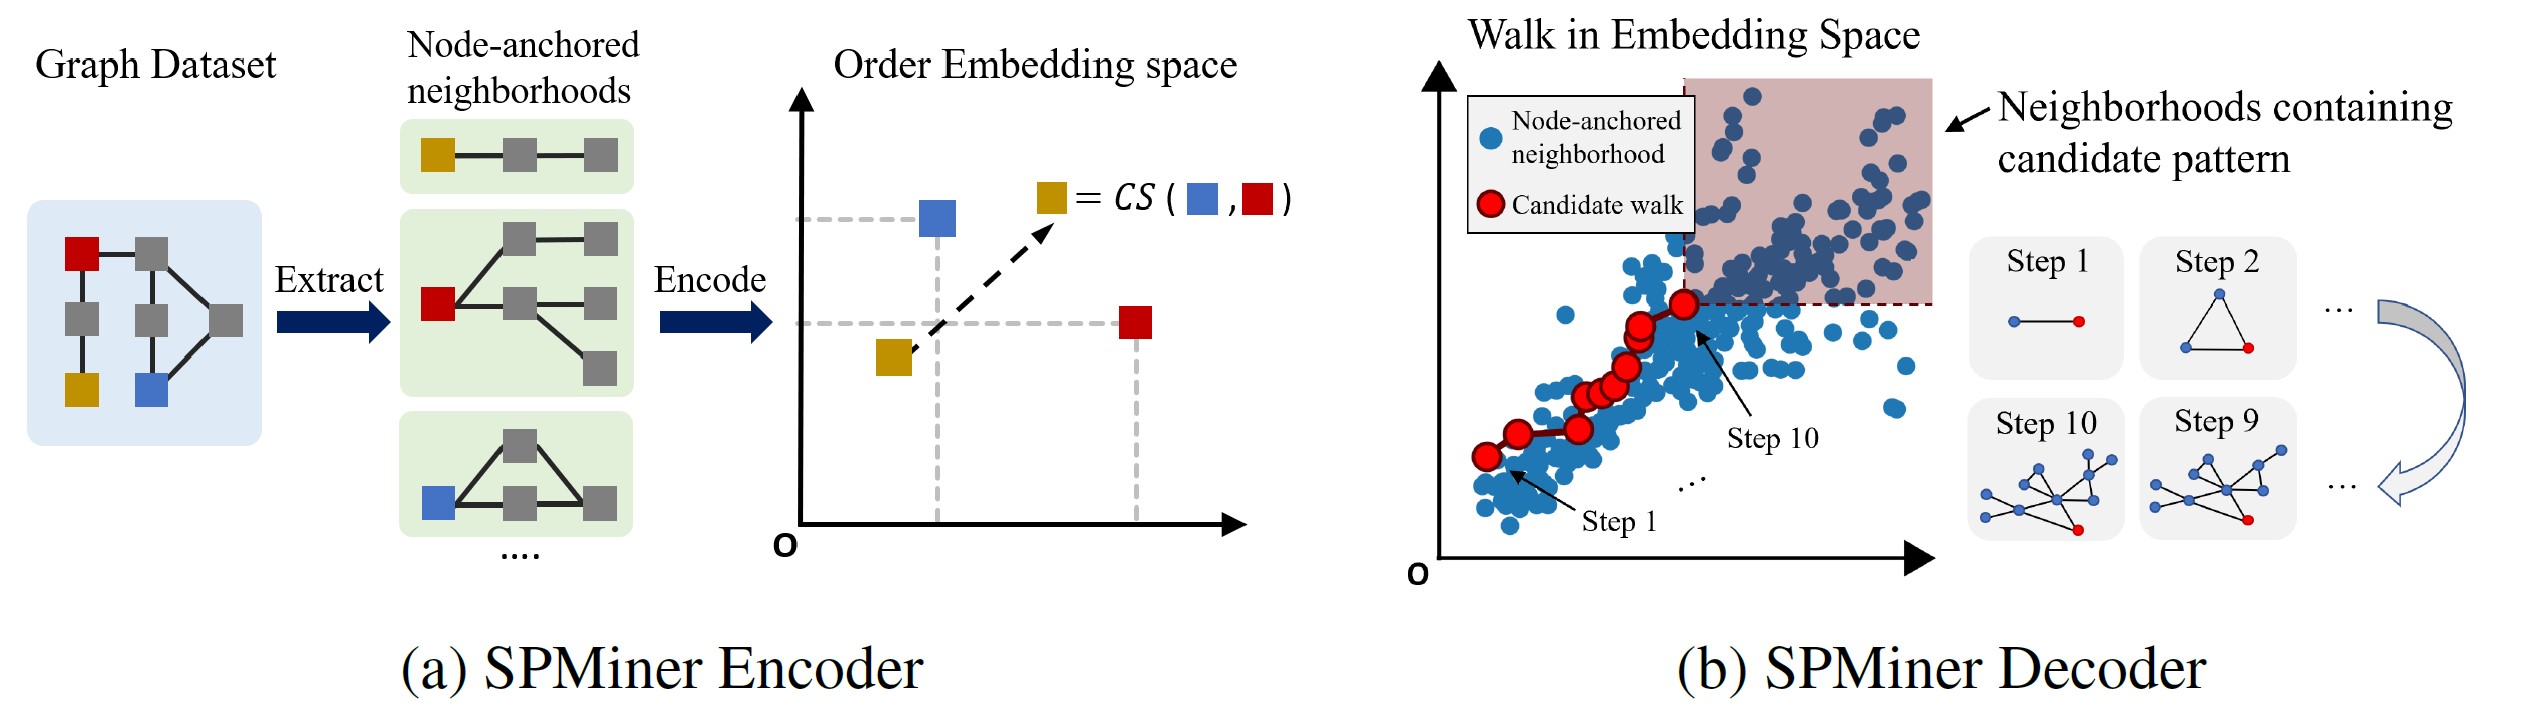 Graph Dataset
Node-anchored
neighborhoods
Extract
Encode
....
Order Embedding space
= CS ( , )
O
(a) SPMiner Encoder
Walk in Embedding Space
Node-anchored
neighborhood
Candidate walk
Neighborhoods containing
candidate pattern
Step 10
...
Step 1
O
Step 1
Step 2
...
Step 10
Step 9
...
(b) SPMiner Decoder